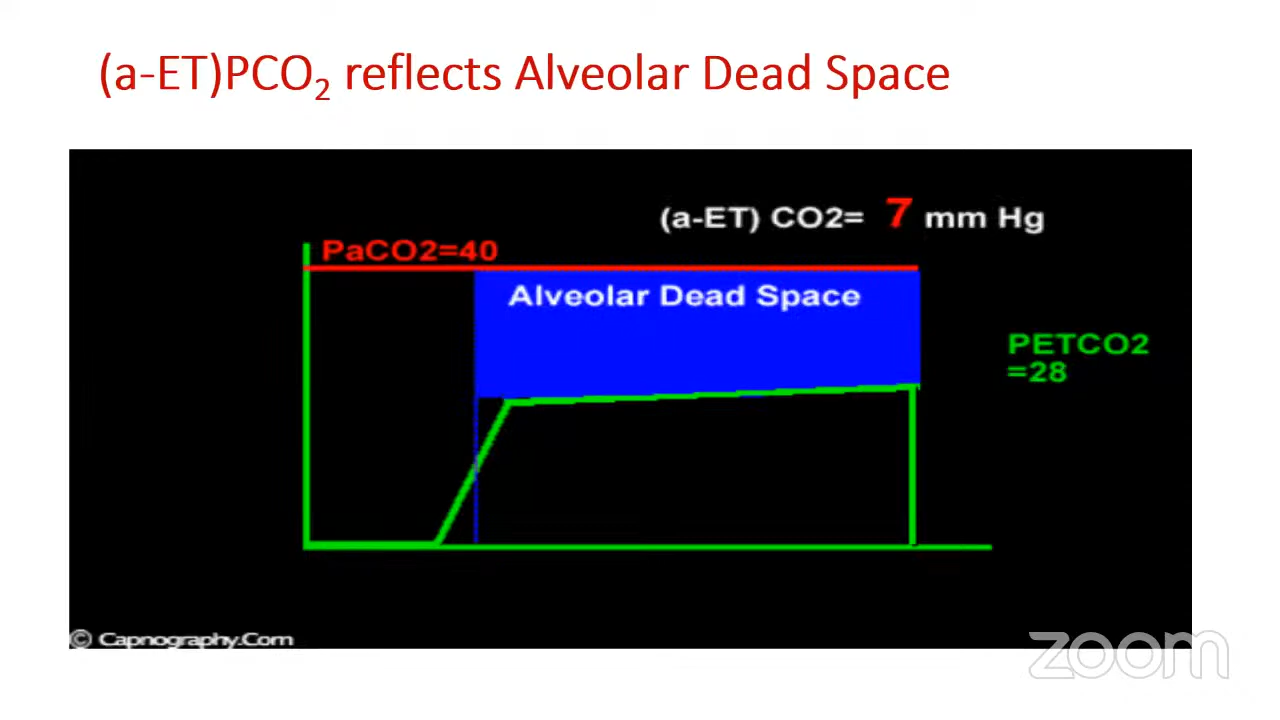 (a-ET)PCO₂ reflects Alveolar Dead Space
(a-ET) CO2= 7 mm Hg
PaCO2=40
Alveolar Dead Space
PETCO2
=28
© Capnography.Com
zoom